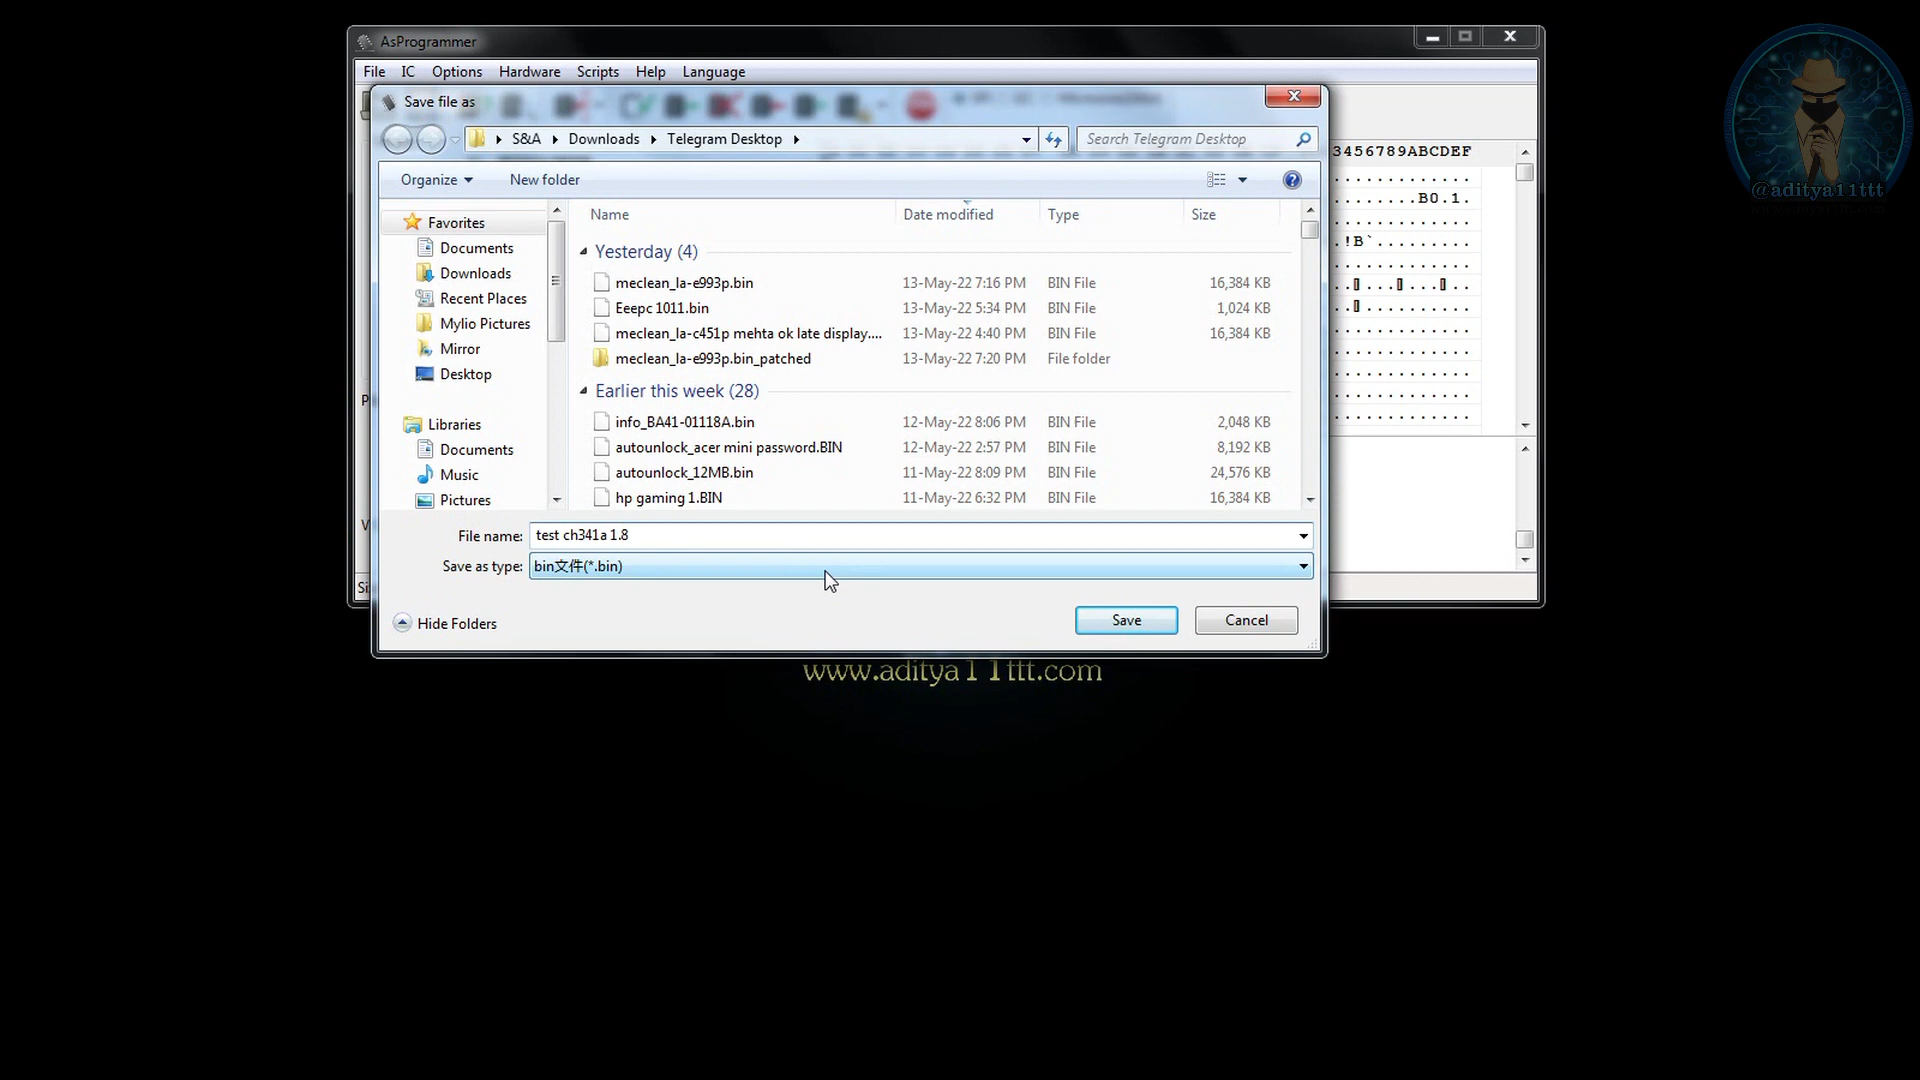 AsProgrammer
File IC Options Hardware Scripts Help Language
Save file as
S&A Downloads Telegram Desktop
Search Telegram Desktop
Organize New folder
Name Date modified Type Size
Favorites
Documents
Downloads
Recent Places
Mylio Pictures
Mirror
Desktop
Libraries
Documents
Music
Pictures
Yesterday (4)
meclean_la-e993p.bin 13-May-22 7:16 PM BIN File 16,384 KB
Eeepc 1011.bin 13-May-22 5:34 PM BIN File 1,024 KB
meclean_la-c451p mehta ok late display.... 13-May-22 4:40 PM BIN File 16,384 KB
meclean_la-e993p.bin_patched 13-May-22 7:20 PM File folder
Earlier this week (28)
info_BA41-01118A.bin 12-May-22 8:06 PM BIN File 2,048 KB
autounlock_acer mini password.BIN 12-May-22 2:57 PM BIN File 8,192 KB
autounlock_12MB.bin 11-May-22 8:09 PM BIN File 24,576 KB
hp gaming 1.BIN 11-May-22 6:32 PM BIN File 16,384 KB
File name: test ch341a 1.8
Save as type: bin文件(*.bin)
Hide Folders
Save Cancel
3456789ABCDEF
.......B0.1.
.!B`.........
www.aditya11ttt.com
@aditya11ttt